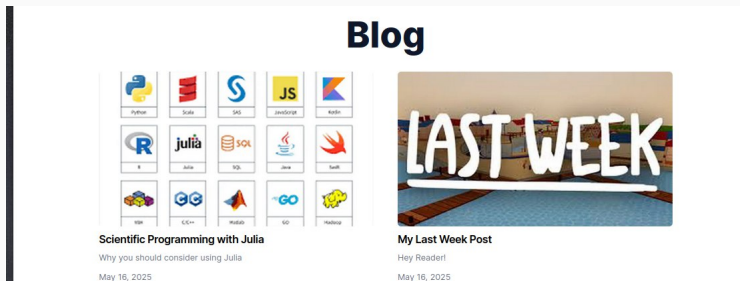 Blog
Python
Scala
SAS
JS
JavaScript
Kotlin
R
R
julia
Julia
SQL
SQL
Java
Swift
C/C++
Matlab
GO
GO
Hadoop
LAST WEEK
Scientific Programming with Julia
Why you should consider using Julia
May 16, 2025
My Last Week Post
Hey Reader!
May 16, 2025